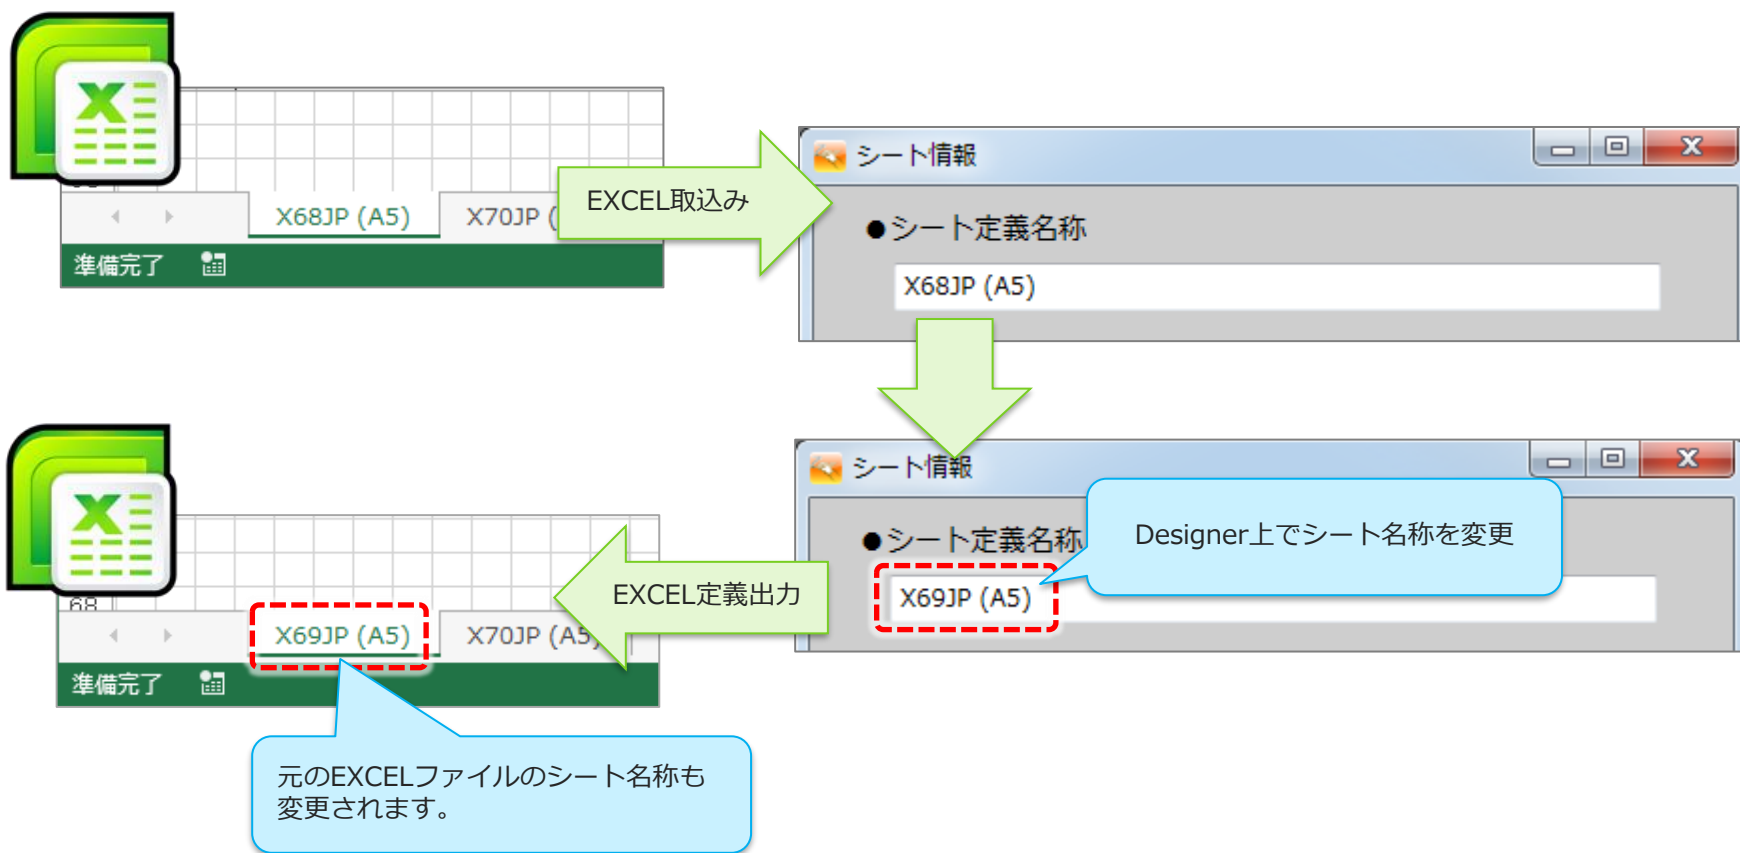 X68JP (A5) X70JP (
準備完了
EXCEL取込み
シート情報
●シート定義名称
X68JP (A5)
シート情報
●シート定義名称
X69JP (A5)
Designer上でシート名称を変更
EXCEL定義出力
68
X69JP (A5) X70JP (A5)
準備完了
元のEXCELファイルのシート名称も
変更されます。